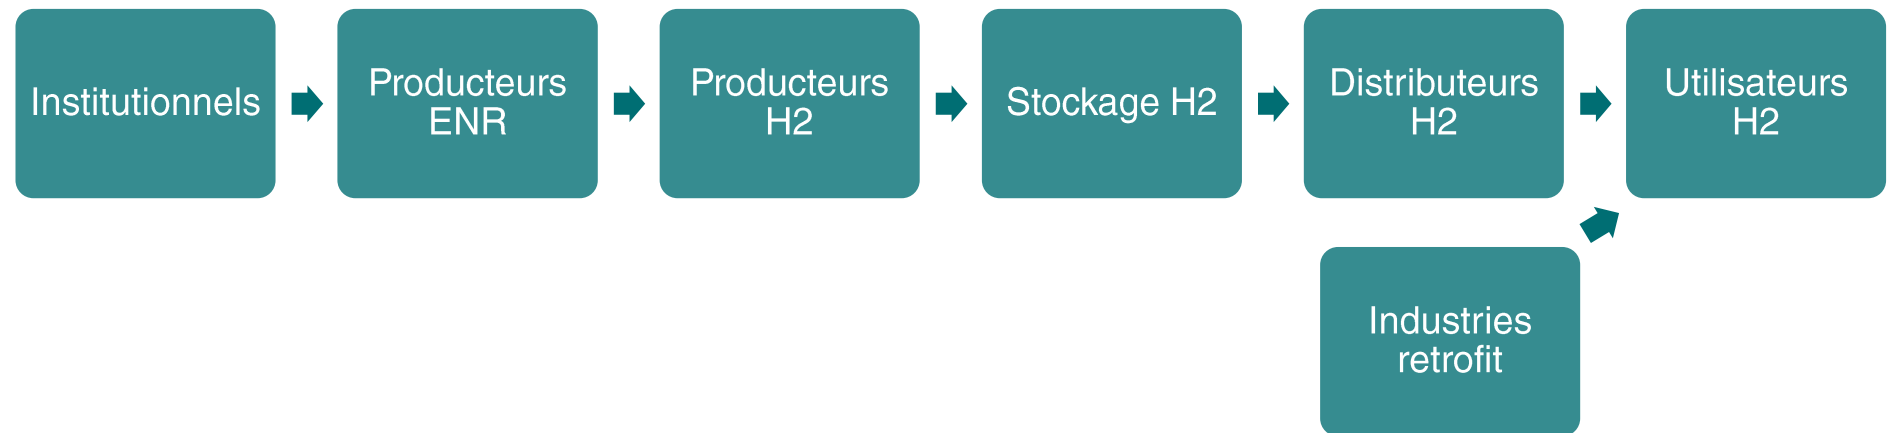 Institutionnels
Producteurs
ENR
Producteurs
H2
Stockage H2
Distributeurs
H2
Utilisateurs
H2
Industries
retrofit